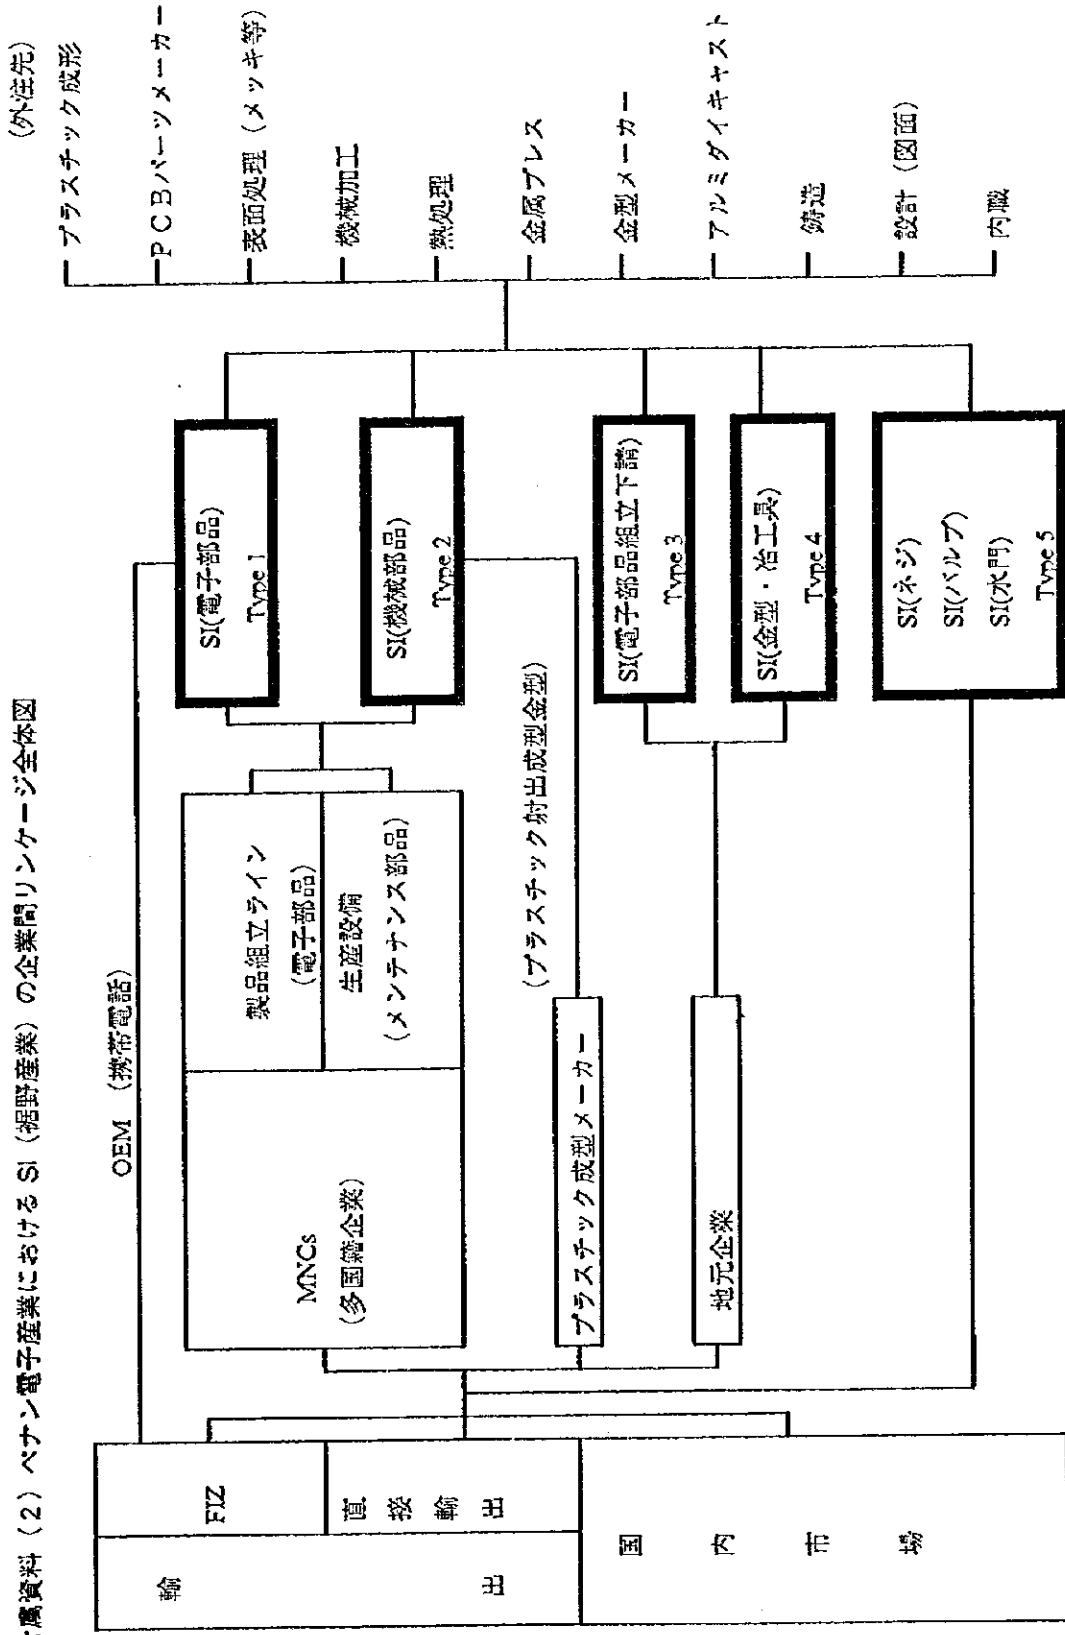 属資料（2）ペナン電子産業におけるSI（裾野産業）の企業間リンケージ全体図
（外注先）
OEM（携帯電話）
輸出
FIZ
直接輸出
国内市場
MNCs
（多国籍企業）
製品組立ライン
（電子部品）
生産設備
（メンテナンス部品）
プラスチック成型メーカー
（プラスチック射出成型金型）
地元企業
SI(電子部品)
Type 1
SI(機械部品)
Type 2
SI(電子部品組立下請)
Type 3
SI(金型・冶工具)
Type 4
SI(ネジ)
SI(バルブ)
SI(水門)
Type 5
プラスチック成形
PCBパーツメーカー
表面処理（メッキ等）
機械加工
熱処理
金属プレス
金型メーカー
アルミダイキャスト
鋳造
設計（図面）
内職